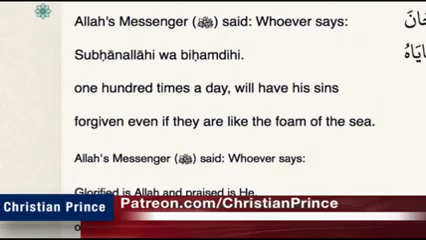 Allah's Messenger (ﷺ) said: Whoever says:
Subḥānallāhi wa biḥamdihi.
one hundred times a day, will have his sins
forgiven even if they are like the foam of the sea.
Allah's Messenger (ﷺ) said: Whoever says:
Glorified is Allah and praised is He.
Christian Prince
Patreon.com/ChristianPrince